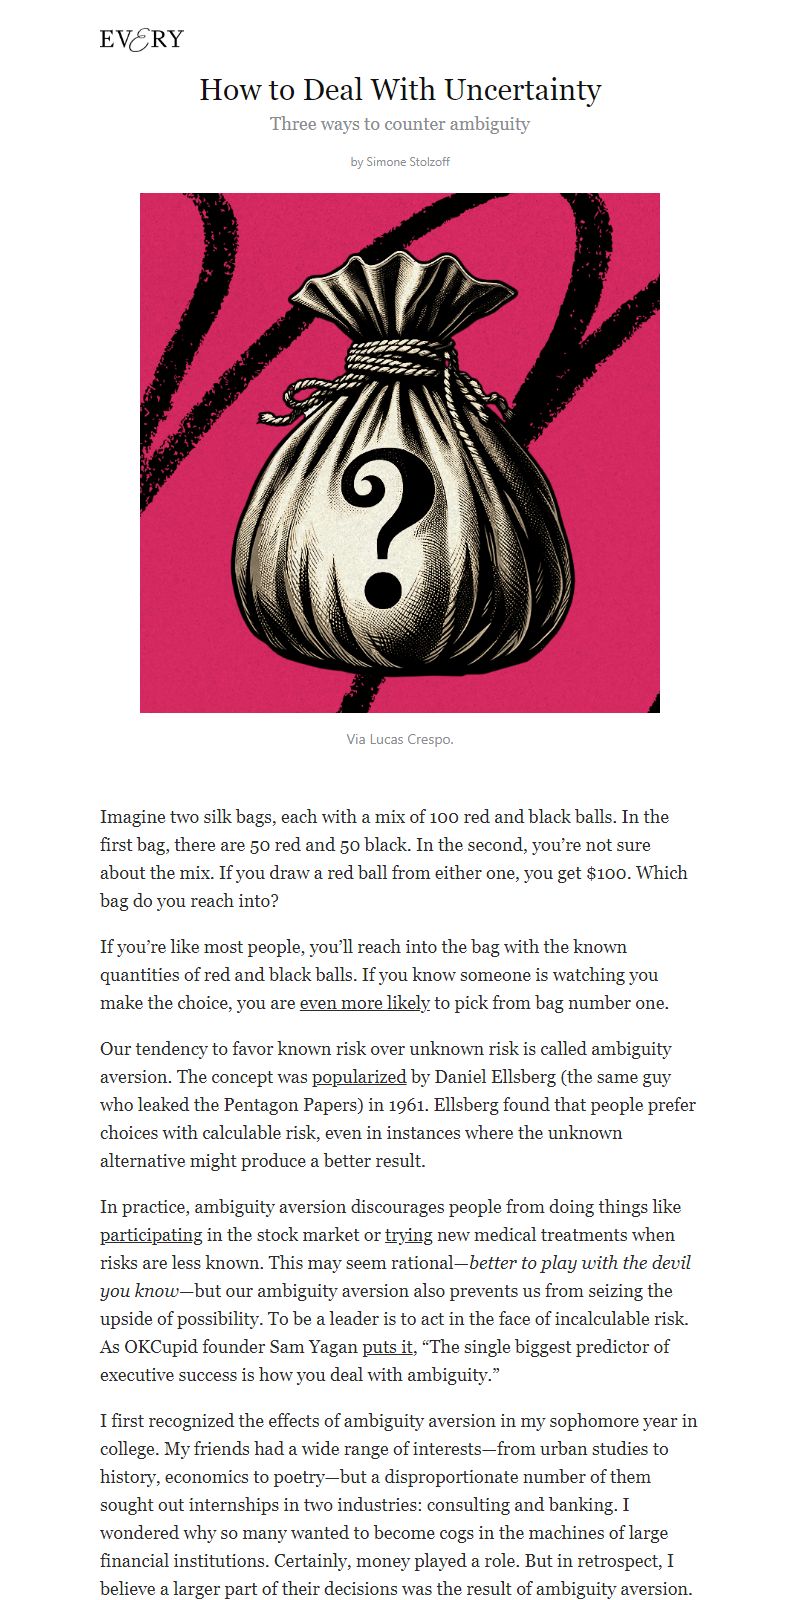 EVERY
How to Deal With Uncertainty
Three ways to counter ambiguity
by Simone Stolzoff
?
Via Lucas Crespo.
Imagine two silk bags, each with a mix of 100 red and black balls. In the
first bag, there are 50 red and 50 black. In the second, you’re not sure
about the mix. If you draw a red ball from either one, you get $100. Which
bag do you reach into?
If you’re like most people, you’ll reach into the bag with the known
quantities of red and black balls. If you know someone is watching you
make the choice, you are even more likely to pick from bag number one.
Our tendency to favor known risk over unknown risk is called ambiguity
aversion. The concept was popularized by Daniel Ellsberg (the same guy
who leaked the Pentagon Papers) in 1961. Ellsberg found that people prefer
choices with calculable risk, even in instances where the unknown
alternative might produce a better result.
In practice, ambiguity aversion discourages people from doing things like
participating in the stock market or trying new medical treatments when
risks are less known. This may seem rational—better to play with the devil
you know—but our ambiguity aversion also prevents us from seizing the
upside of possibility. To be a leader is to act in the face of incalculable risk.
As OKCupid founder Sam Yagan puts it, “The single biggest predictor of
executive success is how you deal with ambiguity.”
I first recognized the effects of ambiguity aversion in my sophomore year in
college. My friends had a wide range of interests—from urban studies to
history, economics to poetry—but a disproportionate number of them
sought out internships in two industries: consulting and banking. I
wondered why so many wanted to become cogs in the machines of large
financial institutions. Certainly, money played a role. But in retrospect, I
believe a larger part of their decisions was the result of ambiguity aversion.